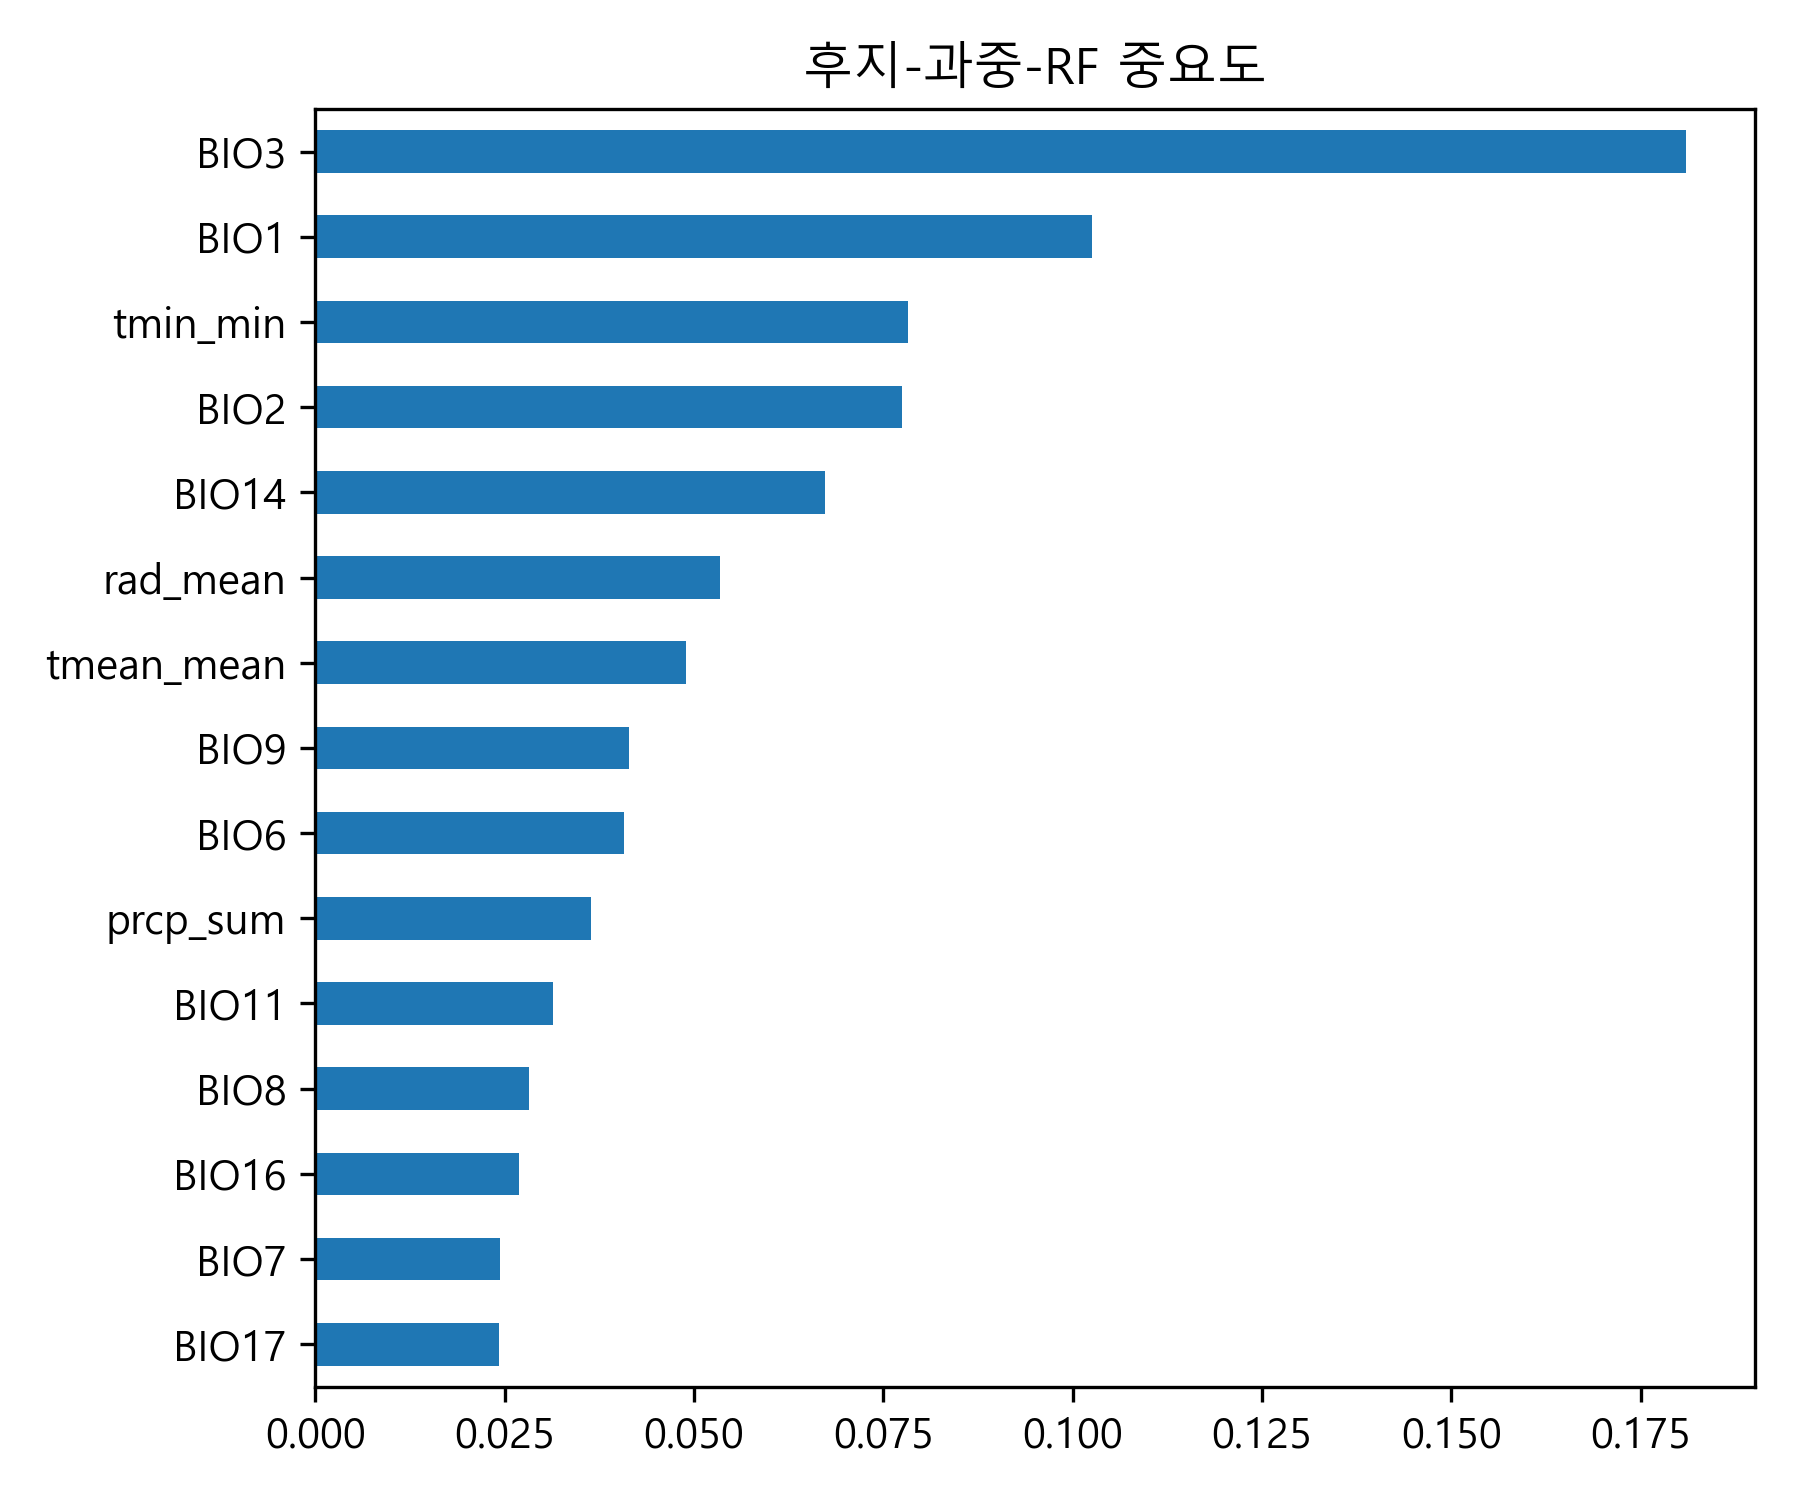 후지-과중-RF 중요도
BIO3
BIO1
tmin_min
BIO2
BIO14
rad_mean
tmean_mean
BIO9
BIO6
prcp_sum
BIO11
BIO8
BIO16
BIO7
BIO17
0.000 0.025 0.050 0.075 0.100 0.125 0.150 0.175